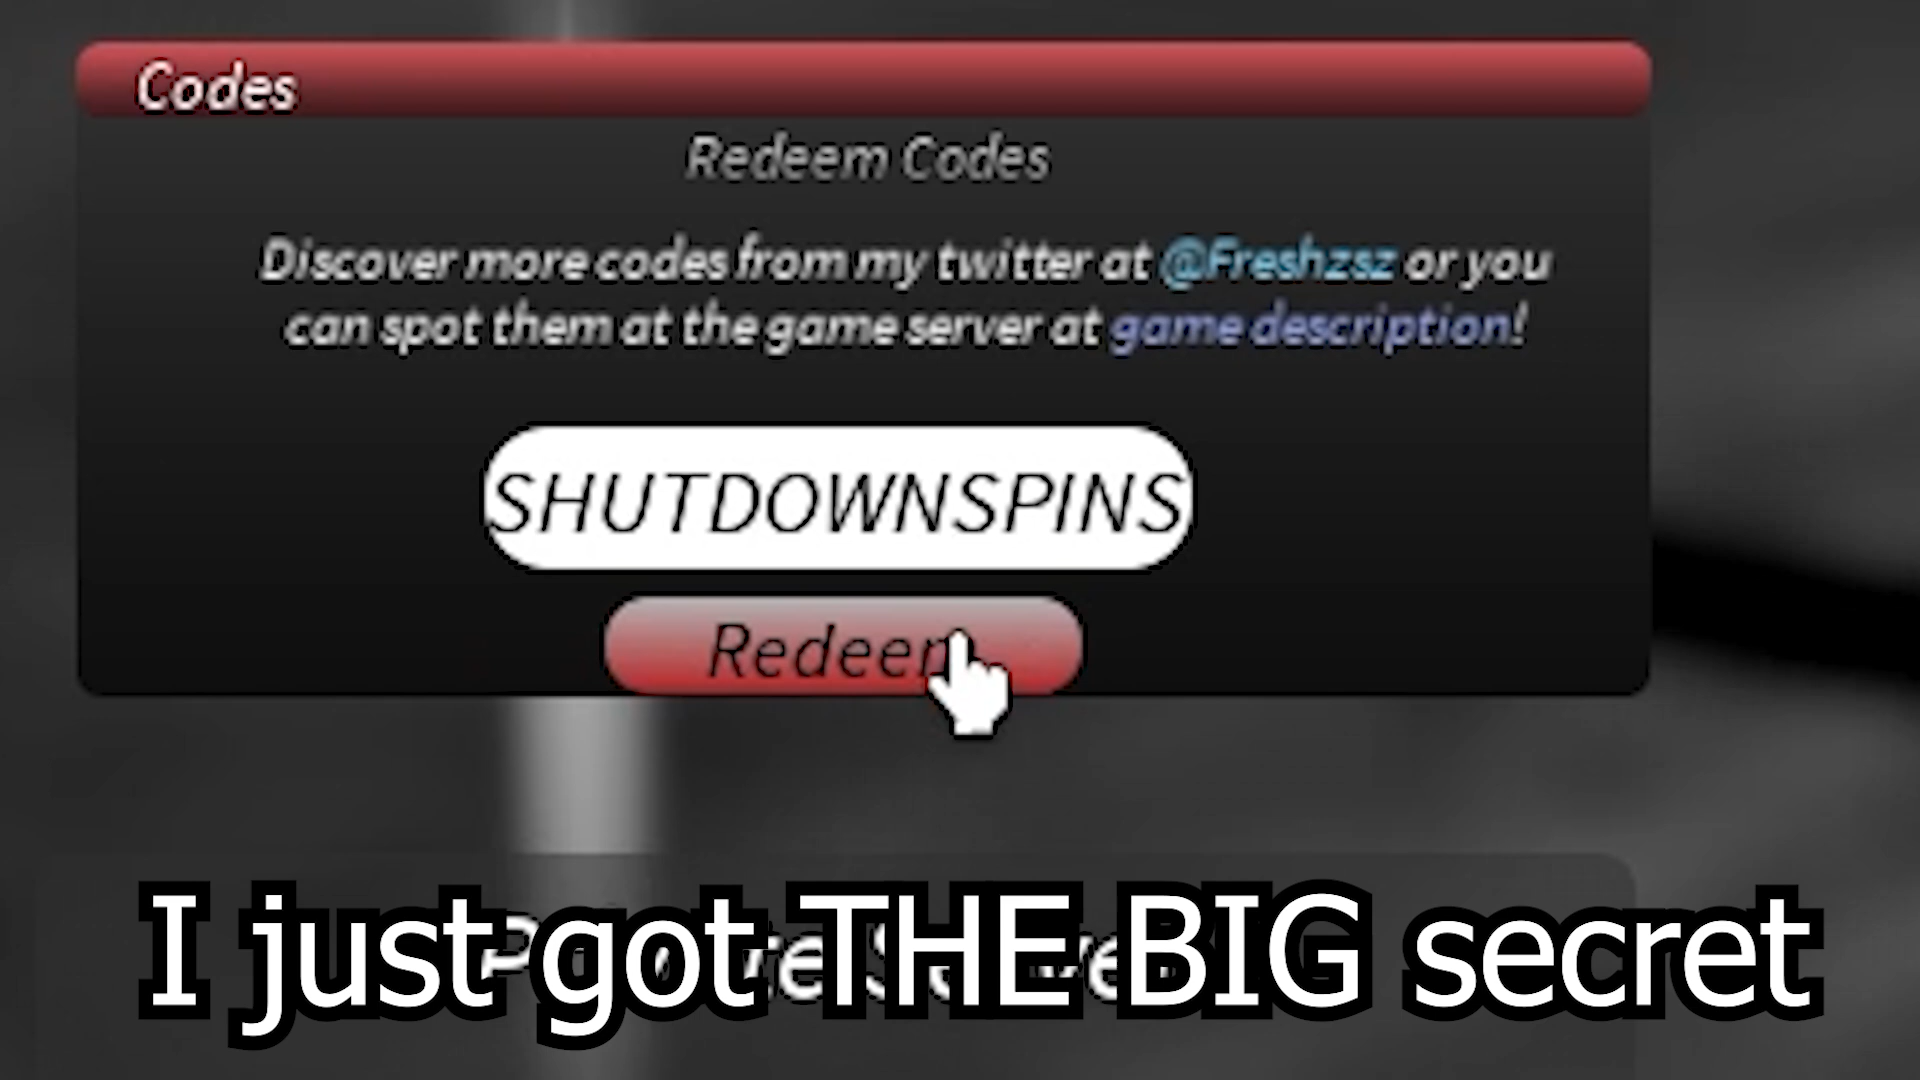 Codes
Redeem Codes
Discover more codes from my twitter at @Freshzsz or you
can spot them at the game server at game description!
SHUTDOWNSPINS
Redeem
I just got THE BIG secret